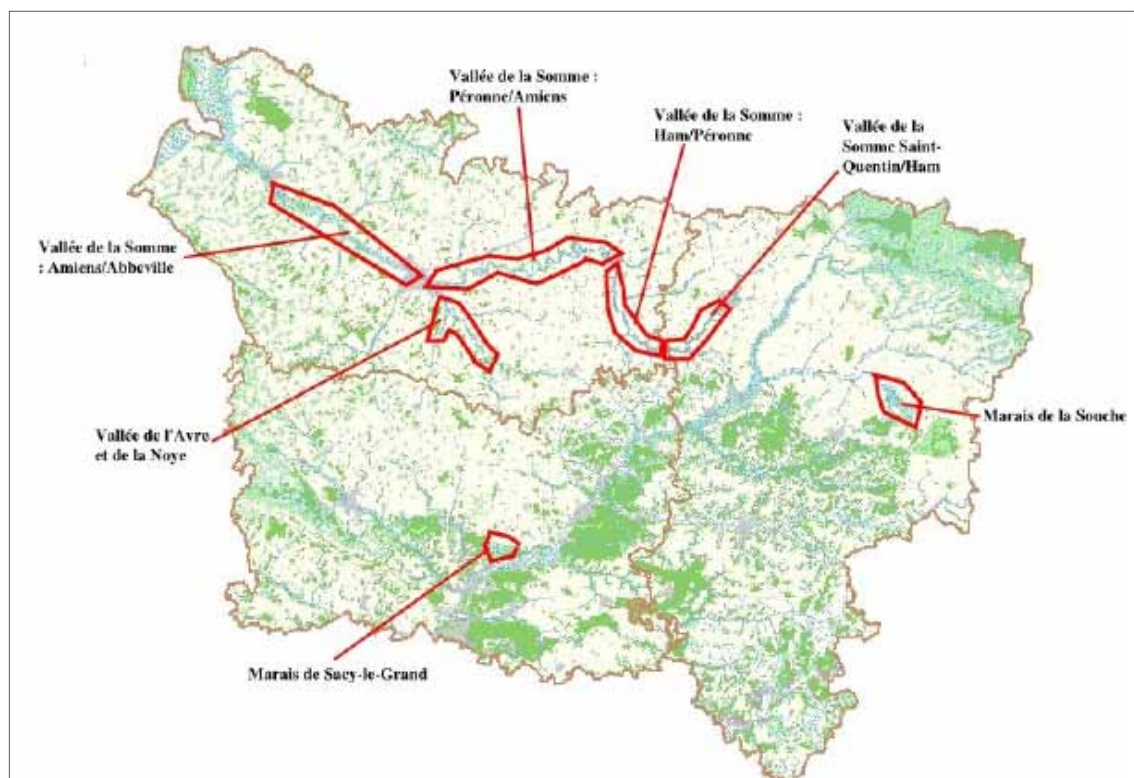 Vallée de la Somme :
Péronne/Amiens
Vallée de la Somme :
Ham/Péronne
Vallée de la
Somme Saint-
Quentin/Ham
Vallée de la Somme
: Amiens/Abbeville
Vallée de l'Avre
et de la Noye
Marais de la Souche
Marais de Sacy-le-Grand